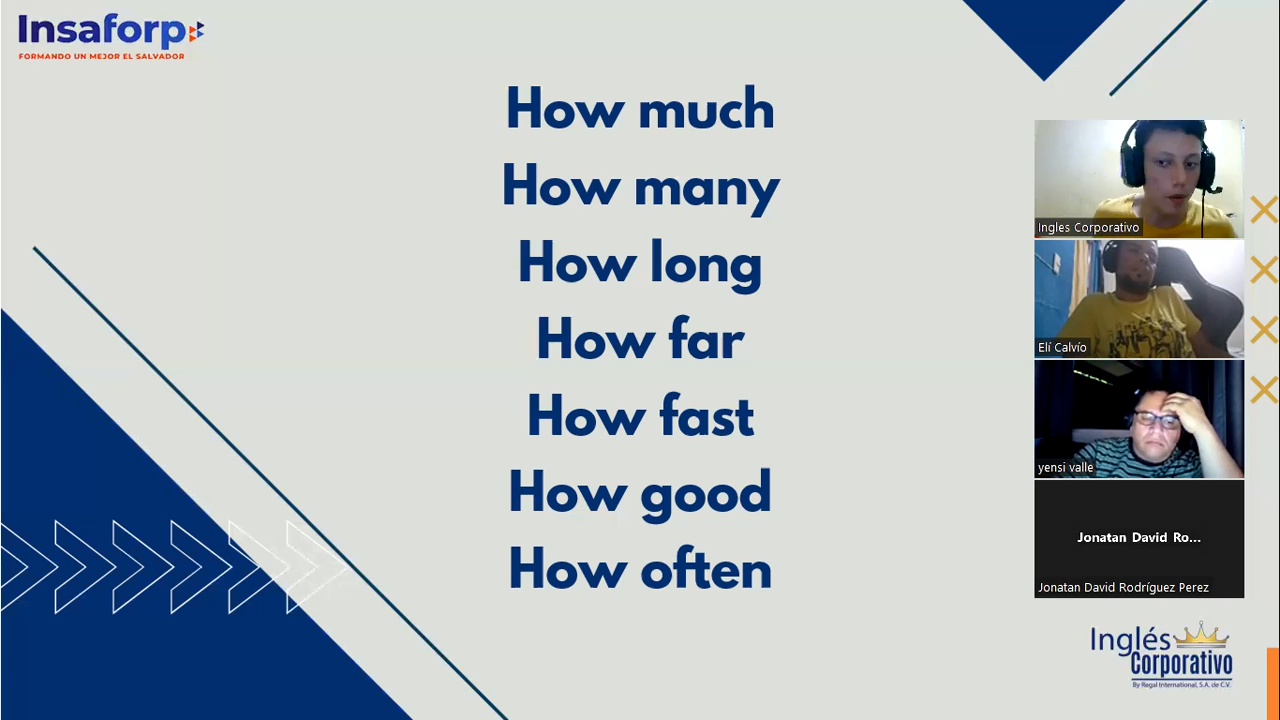 Insaforp
FORMANDO UN MEJOR EL SALVADOR
How much
How many
How long
How far
How fast
How good
How often
Ingles Corporativo
Elí Calvío
yensi valle
Jonatan David Ro...
Jonatan David Rodríguez Perez
Inglés
Corporativo
By Regal International, S.A. de C.V.